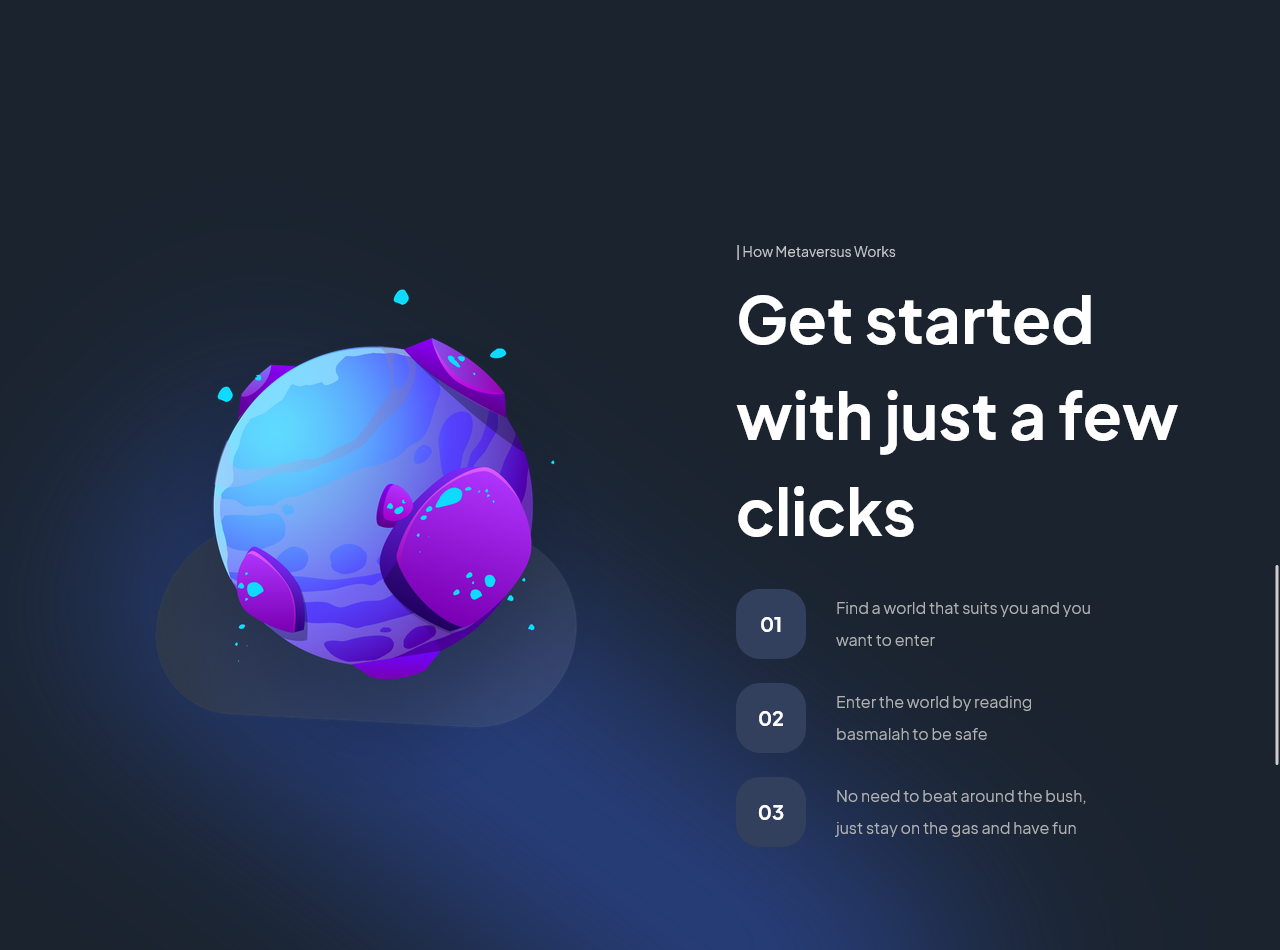 | How Metaversus Works
Get started
with just a few
clicks
01
Find a world that suits you and you
want to enter
02
Enter the world by reading
basmalah to be safe
03
No need to beat around the bush,
just stay on the gas and have fun